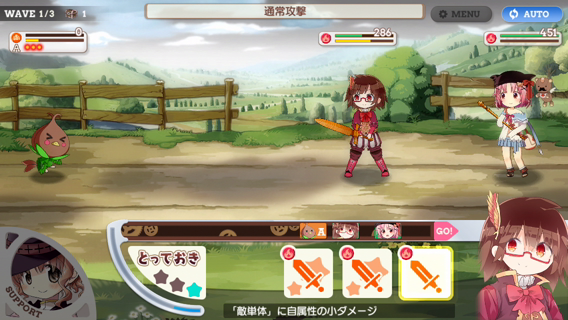 WAVE 1/3
1
通常攻撃
MENU
AUTO
0
A
286
451
A
GO!
とっておき
SUPPORT
「敵単体」に自属性の小ダメージ